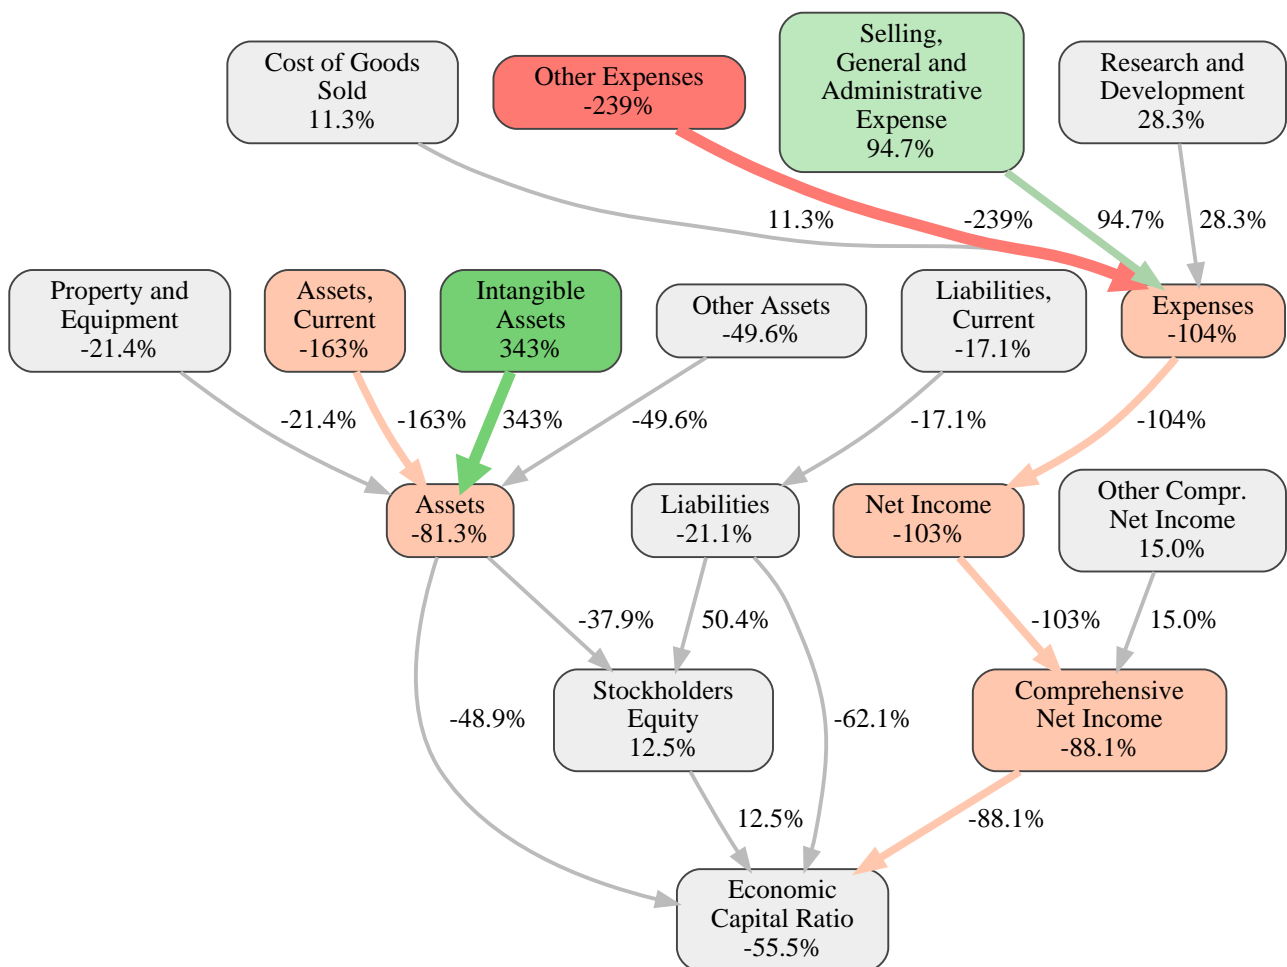 Cost of Goods
Sold
11.3%
Other Expenses
-239%
Selling,
General and
Administrative
Expense
94.7%
Research and
Development
28.3%
11.3%
-239%
94.7%
28.3%
Property and
Equipment
-21.4%
Assets,
Current
-163%
Intangible
Assets
343%
Other Assets
-49.6%
Liabilities,
Current
-17.1%
Expenses
-104%
-21.4%
-163%
343%
-49.6%
-17.1%
-104%
Assets
-81.3%
Liabilities
-21.1%
Net Income
-103%
Other Compr.
Net Income
15.0%
-37.9%
50.4%
-103%
15.0%
Stockholders
Equity
12.5%
Comprehensive
Net Income
-88.1%
-48.9%
-62.1%
12.5%
-88.1%
Economic
Capital Ratio
-55.5%